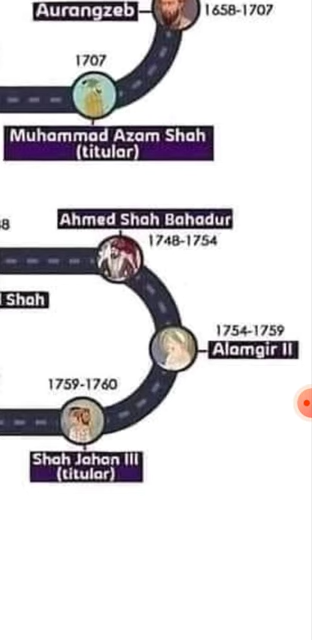 Aurangzeb
1658-1707
1707
Muhammad Azam Shah
(titular)
8
Ahmed Shah Bahadur
1748-1754
Shah
1754-1759
Alamgir II
1759-1760
Shah Jahan III
(titular)